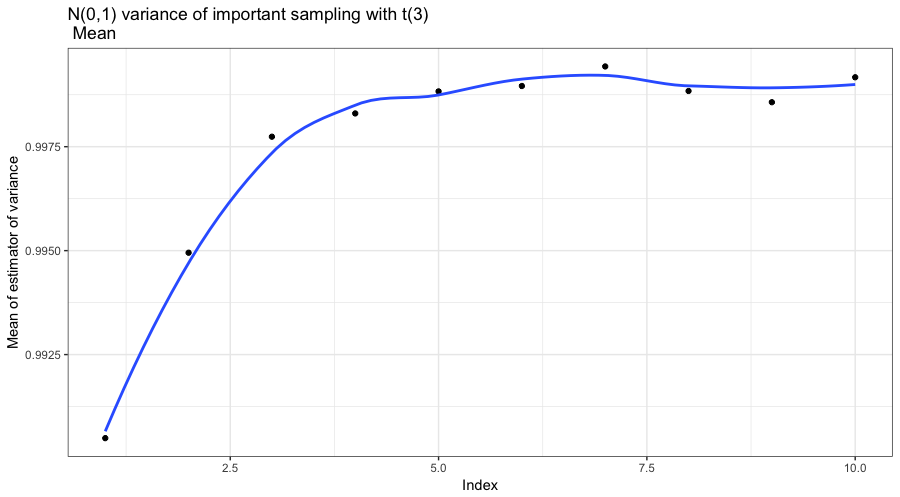 N(0,1) variance of important sampling with t(3)
Mean
Mean of estimator of variance
0.9975
0.9950
0.9925
2.5
5.0
7.5
10.0
Index